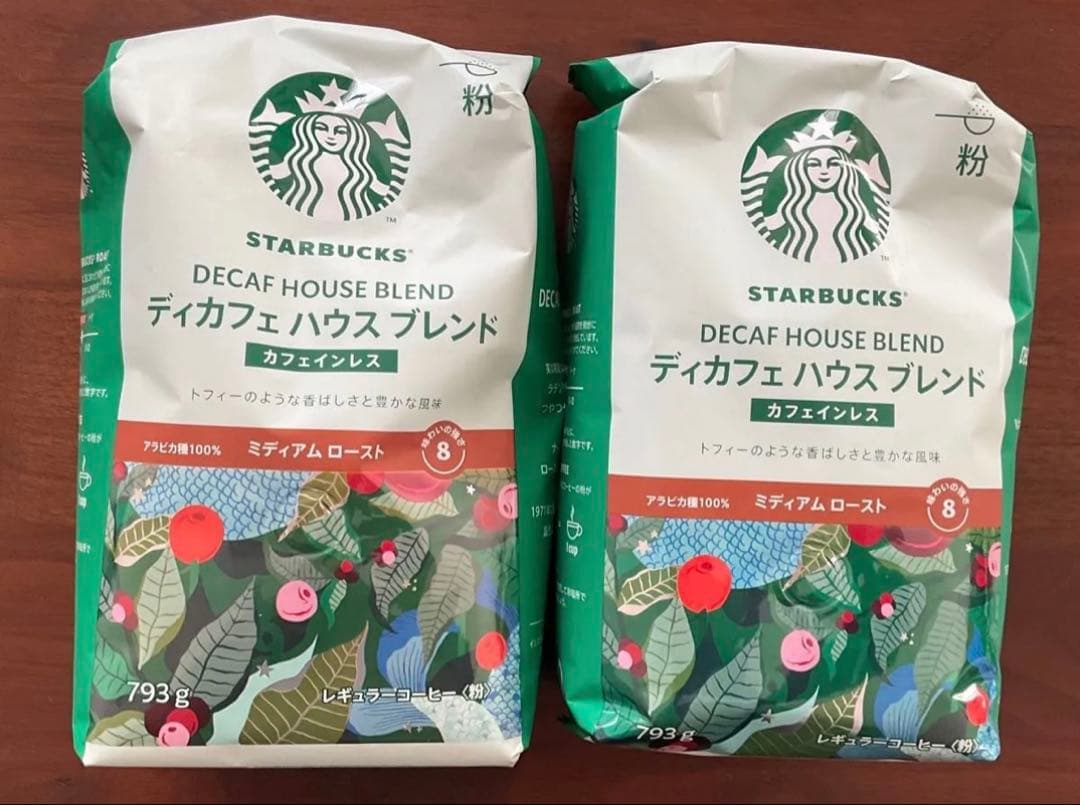 粉
TM
STARBUCKS®
DECAF HOUSE BLEND
ディカフェ ハウス ブレンド
カフェインレス
トフィーのような香ばしさと豊かな風味
アラビカ種100% ミディアム ロースト
味わいの強さ
8
793g
レギュラーコーヒー〈粉〉
粉
TM
STARBUCKS®
DECAF HOUSE BLEND
ディカフェ ハウス ブレンド
カフェインレス
トフィーのような香ばしさと豊かな風味
アラビカ種100% ミディアム ロースト
味わいの強さ
8
1cup
793g
レギュラーコーヒー〈粉〉